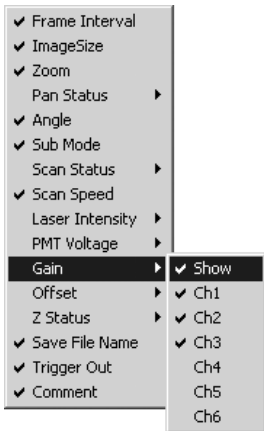 Frame Interval
ImageSize
Zoom
Pan Status
Angle
Sub Mode
Scan Status
Scan Speed
Laser Intensity
PMT Voltage
Gain
Offset
Z Status
Save File Name
Trigger Out
Comment
Show
Ch1
Ch2
Ch3
Ch4
Ch5
Ch6